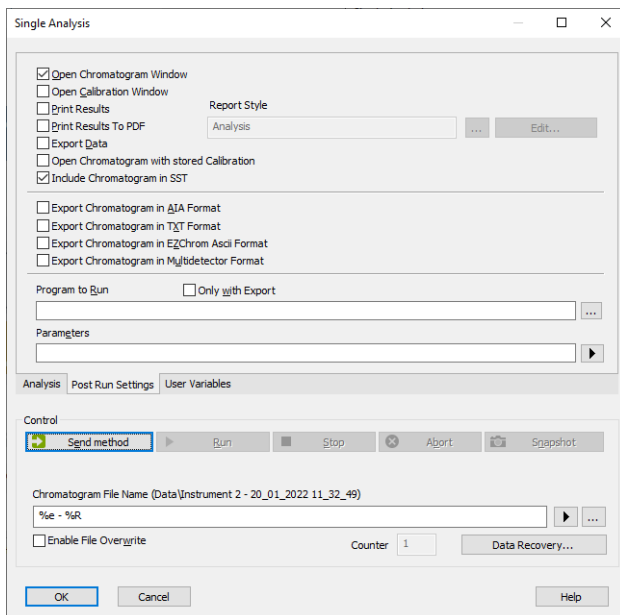 Single Analysis
Open Chromatogram Window
Open Calibration Window
Print Results
Report Style
Print Results To PDF
Analysis
...
Edit...
Export Data
Open Chromatogram with stored Calibration
Include Chromatogram in SST
Export Chromatogram in AIA Format
Export Chromatogram in TXT Format
Export Chromatogram in EZChrom Ascii Format
Export Chromatogram in Multidetector Format
Program to Run
Only with Export
...
Parameters
Analysis
Post Run Settings
User Variables
Control
Send method
Run
Stop
Abort
Snapshot
Chromatogram File Name (Data\Instrument 2 - 20_01_2022 11_32_49)
%e - %R
...
Enable File Overwrite
Counter
1
Data Recovery...
OK
Cancel
Help